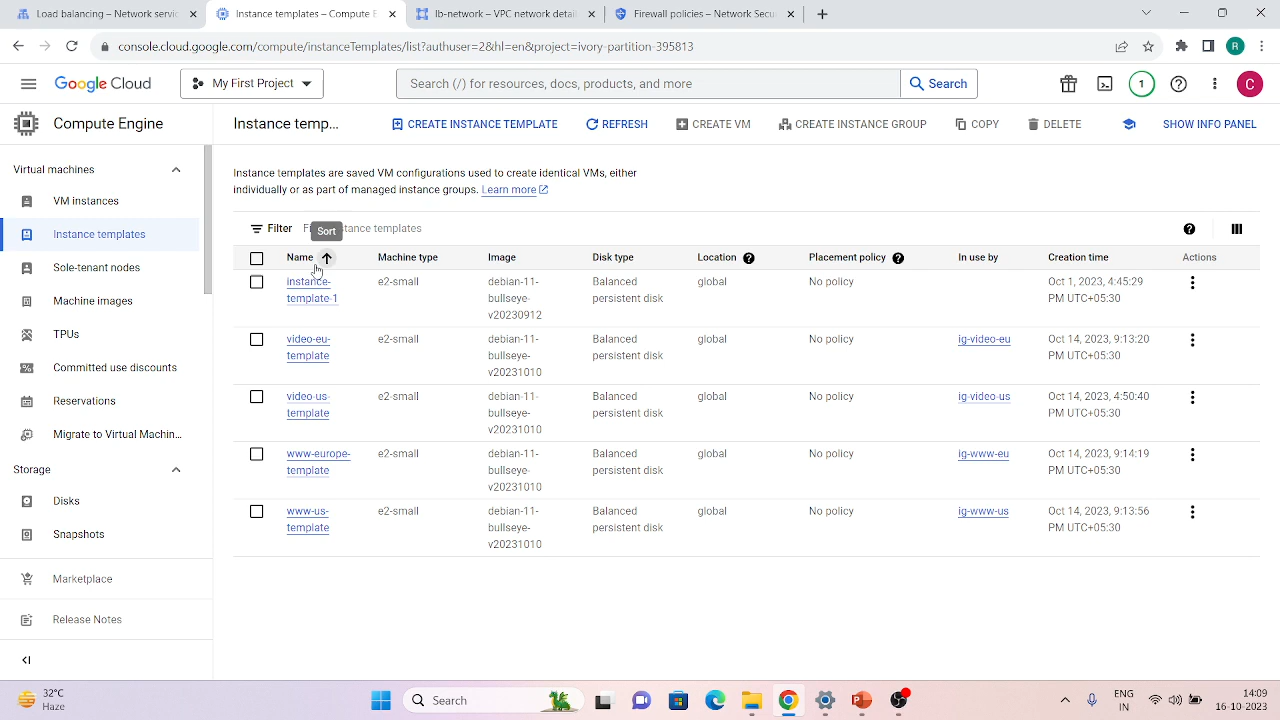 Load balancing – Network servic
Instance templates – Compute E
lb-network – VPC network detail
Firewall policies – Network Secu
console.cloud.google.com/compute/instanceTemplates/list?authuser=2&hl=en&project=ivory-partition-395813
R
Google Cloud
My First Project
Search (/) for resources, docs, products, and more
Search
1
C
Compute Engine
Instance temp...
CREATE INSTANCE TEMPLATE
REFRESH
CREATE VM
CREATE INSTANCE GROUP
COPY
DELETE
SHOW INFO PANEL
Virtual machines
VM instances
Instance templates
Sole-tenant nodes
Machine images
TPUs
Committed use discounts
Reservations
Migrate to Virtual Machin...
Storage
Disks
Snapshots
Marketplace
Release Notes
Instance templates are saved VM configurations used to create identical VMs, either
individually or as part of managed instance groups. Learn more
Filter
stance templates
Sort
Name
Machine type
Image
Disk type
Location
Placement policy
In use by
Creation time
Actions
instance-
template-1
e2-small
debian-11-
bullseye-
v20230912
Balanced
persistent disk
global
No policy
Oct 1, 2023, 4:45:29
PM UTC+05:30
video-eu-
template
e2-small
debian-11-
bullseye-
v20231010
Balanced
persistent disk
global
No policy
ig-video-eu
Oct 14, 2023, 9:13:20
PM UTC+05:30
video-us-
template
e2-small
debian-11-
bullseye-
v20231010
Balanced
persistent disk
global
No policy
ig-video-us
Oct 14, 2023, 4:50:40
PM UTC+05:30
www-europe-
template
e2-small
debian-11-
bullseye-
v20231010
Balanced
persistent disk
global
No policy
ig-www-eu
Oct 14, 2023, 9:14:19
PM UTC+05:30
www-us-
template
e2-small
debian-11-
bullseye-
v20231010
Balanced
persistent disk
global
No policy
ig-www-us
Oct 14, 2023, 9:13:56
PM UTC+05:30
32°C
Haze
Search
ENG
IN
14:09
16-10-2023